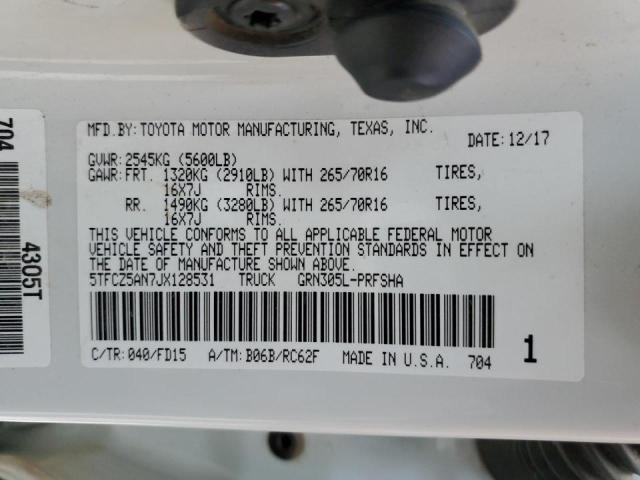 MFD.BY:TOYOTA MOTOR MANUFACTURING, TEXAS, INC.
DATE:12/17
GVWR:2545KG (5600LB)
GAWR:FRT. 1320KG (2910LB) WITH 265/70R16 TIRES,
16X7J RIMS.
RR. 1490KG (3280LB) WITH 265/70R16 TIRES,
16X7J RIMS.
THIS VEHICLE CONFORMS TO ALL APPLICABLE FEDERAL MOTOR
VEHICLE SAFETY AND THEFT PREVENTION STANDARDS IN EFFECT ON
THE DATE OF MANUFACTURE SHOWN ABOVE.
5TFCZ5AN7JX128531 TRUCK GRN305L-PRFSHA
C/TR:040/FD15 A/TM:B06B/RC62F MADE IN U.S.A. 704
1
704
4305T